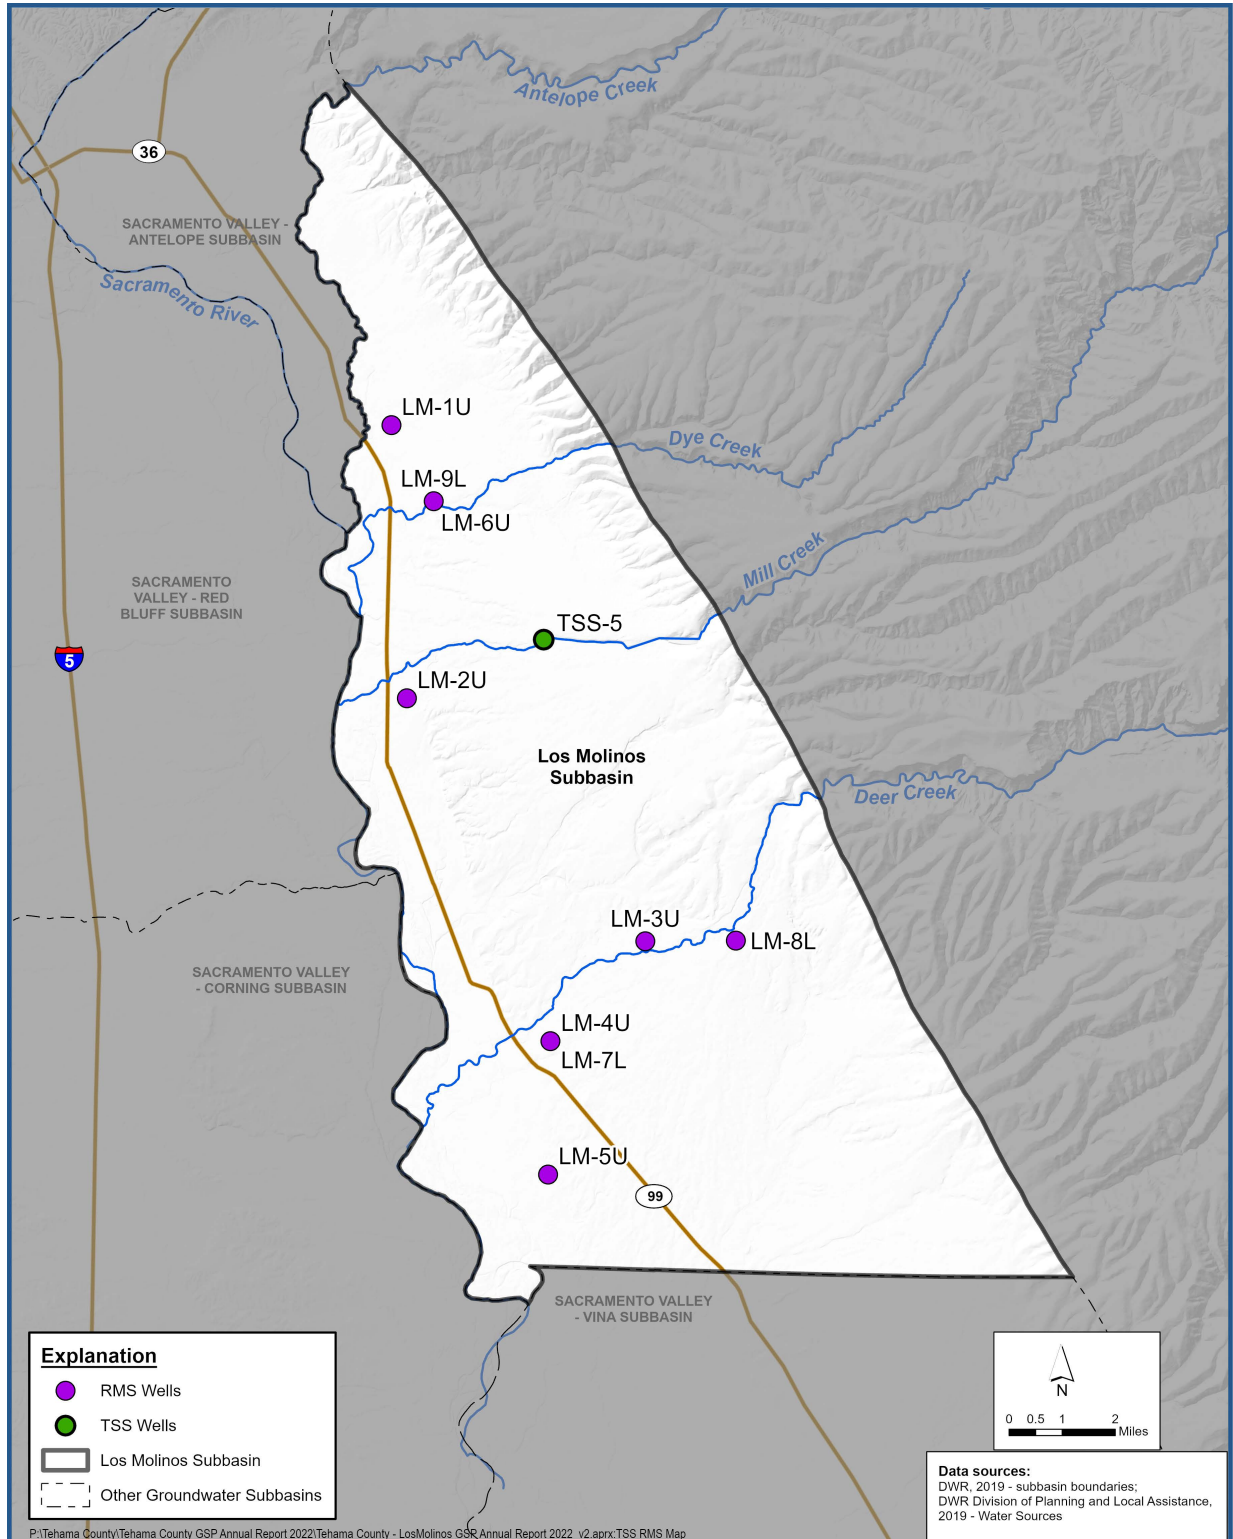 Antelope Creek
36
SACRAMENTO VALLEY -
ANTELOPE SUBBASIN
Sacramento River
LM-1U
Dye Creek
LM-9L
LM-6U
Mill Creek
SACRAMENTO
VALLEY - RED
BLUFF SUBBASIN
TSS-5
5
LM-2U
Los Molinos
Subbasin
Deer Creek
LM-3U
LM-8L
SACRAMENTO VALLEY
- CORNING SUBBASIN
LM-4U
LM-7L
LM-5U
99
SACRAMENTO VALLEY
- VINA SUBBASIN
Explanation
RMS Wells
TSS Wells
Los Molinos Subbasin
Other Groundwater Subbasins
N
0 0.5 1 2
Miles
Data sources:
DWR, 2019 - subbasin boundaries;
DWR Division of Planning and Local Assistance,
2019 - Water Sources
P:\Tehama County\Tehama County GSP Annual Report 2022\Tehama County - LosMolinos GSP Annual Report 2022_v2.aprx:TSS RMS Map